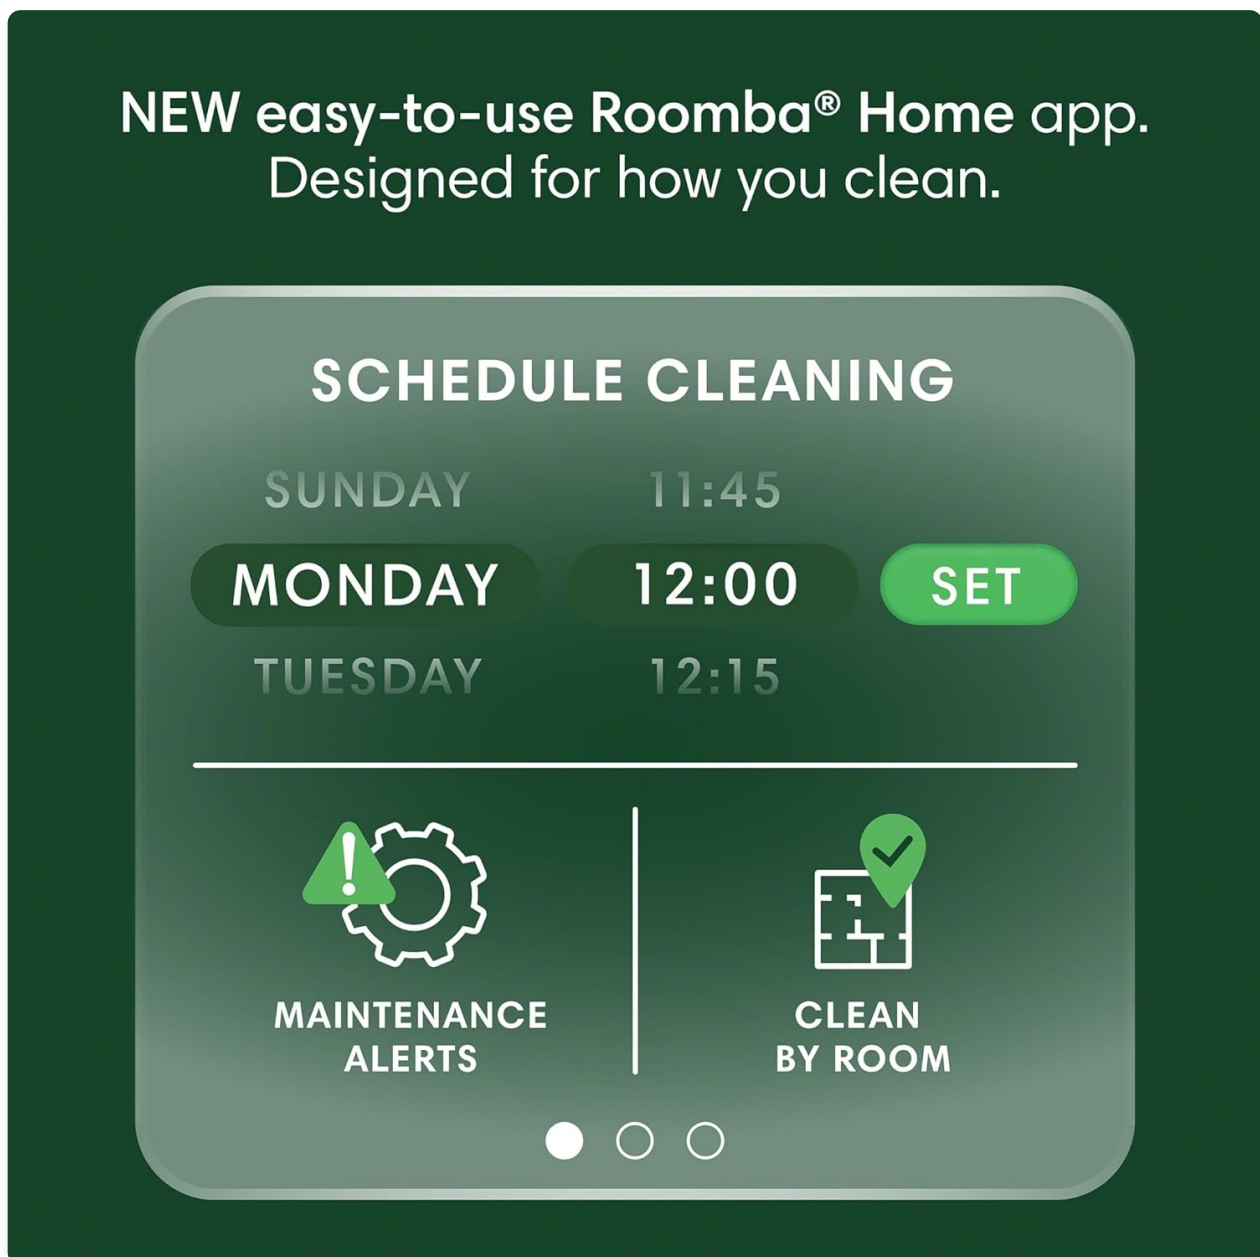 NEW easy-to-use Roomba® Home app.
Designed for how you clean.
SCHEDULE CLEANING
SUNDAY 11:45
MONDAY 12:00 SET
TUESDAY 12:15
MAINTENANCE
ALERTS
CLEAN
BY ROOM